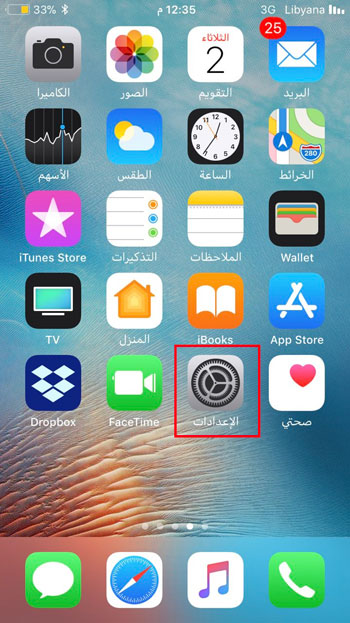 Libyana 3G
12:35 م
33%
25
الثلاثاء
2
البريد
التقويم
الصور
الكاميرا
280
الخرائط
الساعة
الطقس
الأسهم
Wallet
الملاحظات
التذكيرات
iTunes Store
App Store
iBooks
المنزل
TV
صحتي
الإعدادات
FaceTime
Dropbox